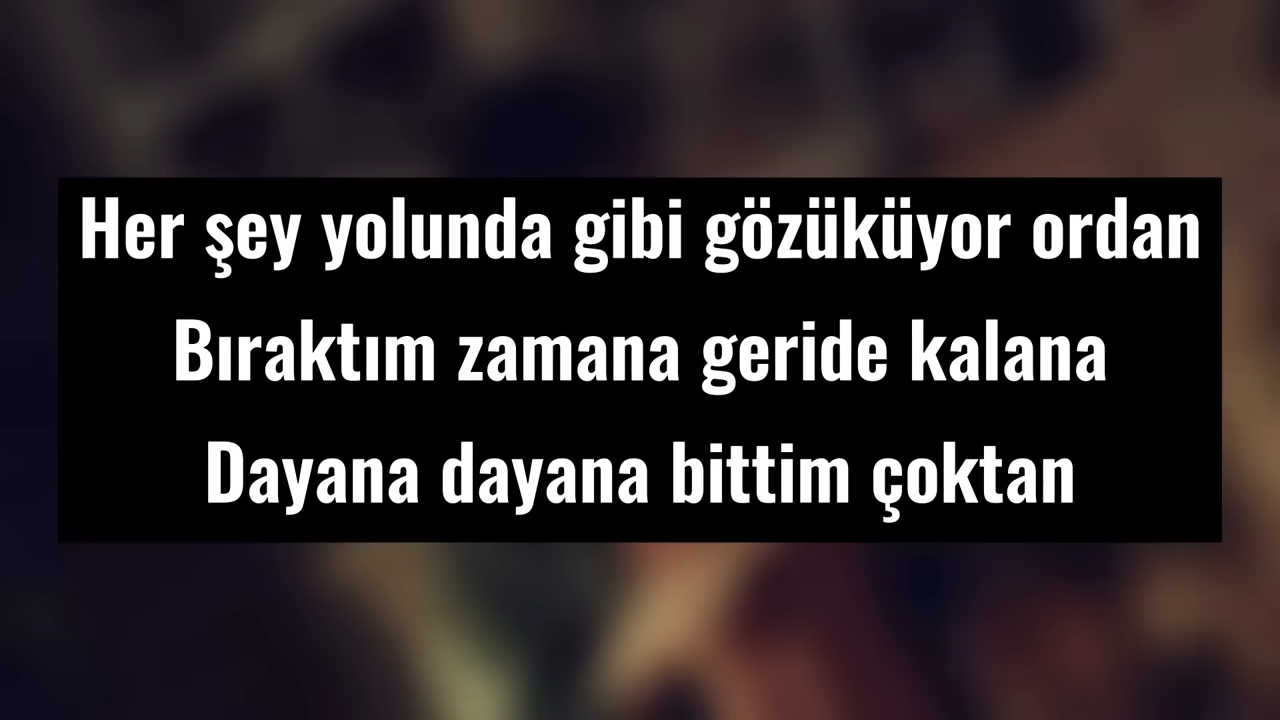 Her şey yolunda gibi gözüküyor ordan
Bıraktım zamana geride kalana
Dayana dayana bittim çoktan